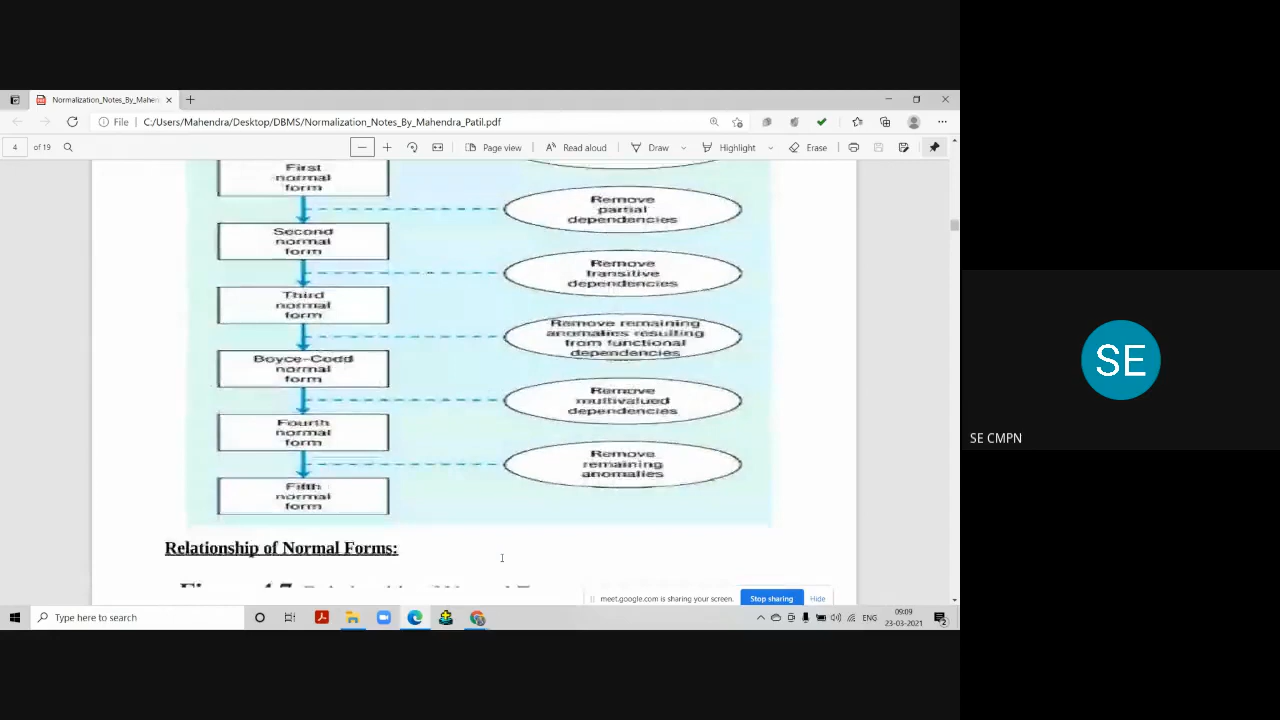 Normalization_Notes_By_Mahen
File
C:/Users/Mahendra/Desktop/DBMS/Normalization_Notes_By_Mahendra_Patil.pdf
4 of 19
Page view
Read aloud
Draw
Highlight
Erase
First
normal
form
Remove
partial
dependencies
Second
normal
form
Remove
transitive
dependencies
Third
normal
form
Remove remaining
anomalies resulting
from functional
dependencies
Boyce-Codd
normal
form
Remove
multivalued
dependencies
Fourth
normal
form
Remove
remaining
anomalies
Fifth
normal
form
Relationship of Normal Forms:
meet.google.com is sharing your screen.
Stop sharing
Hide
Type here to search
ENG
09:09
23-03-2021
2
SE
SE CMPN